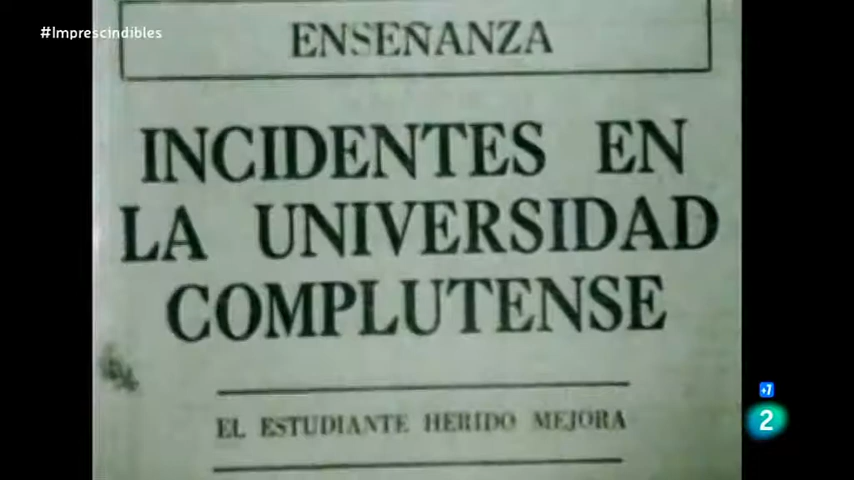 #Imprescindibles
ENSEÑANZA
INCIDENTES EN
LA UNIVERSIDAD
COMPLUTENSE
EL ESTUDIANTE HERIDO MEJORA
+7
2